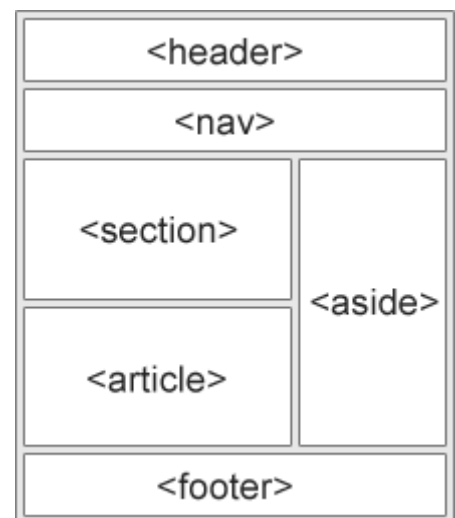 <header>
<nav>
<section>
<aside>
<article>
<footer>